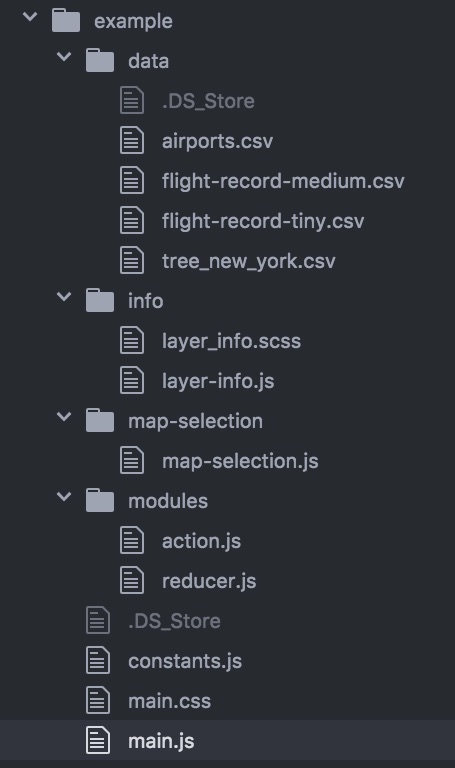 example
data
.DS_Store
airports.csv
flight-record-medium.csv
flight-record-tiny.csv
tree_new_york.csv
info
layer_info.scss
layer-info.js
map-selection
map-selection.js
modules
action.js
reducer.js
.DS_Store
constants.js
main.css
main.js